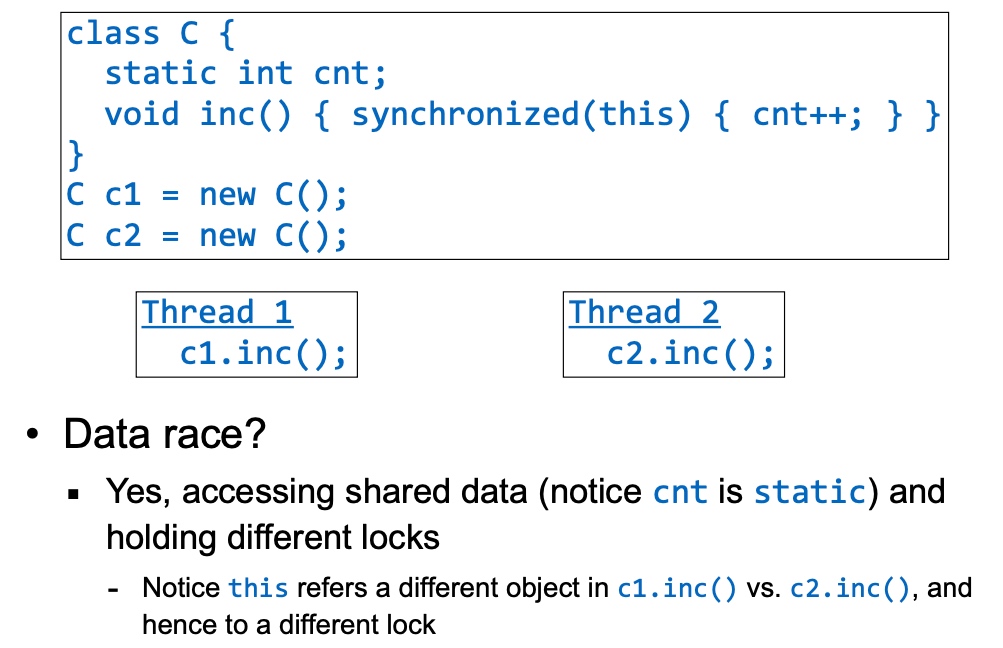 class C {
  static int cnt;
  void inc() { synchronized(this) { cnt++; } }
}
C c1 = new C();
C c2 = new C();
Thread 1
  c1.inc();
Thread 2
  c2.inc();
• Data race?
▪ Yes, accessing shared data (notice cnt is static) and
holding different locks
- Notice this refers a different object in c1.inc() vs. c2.inc(), and
hence to a different lock